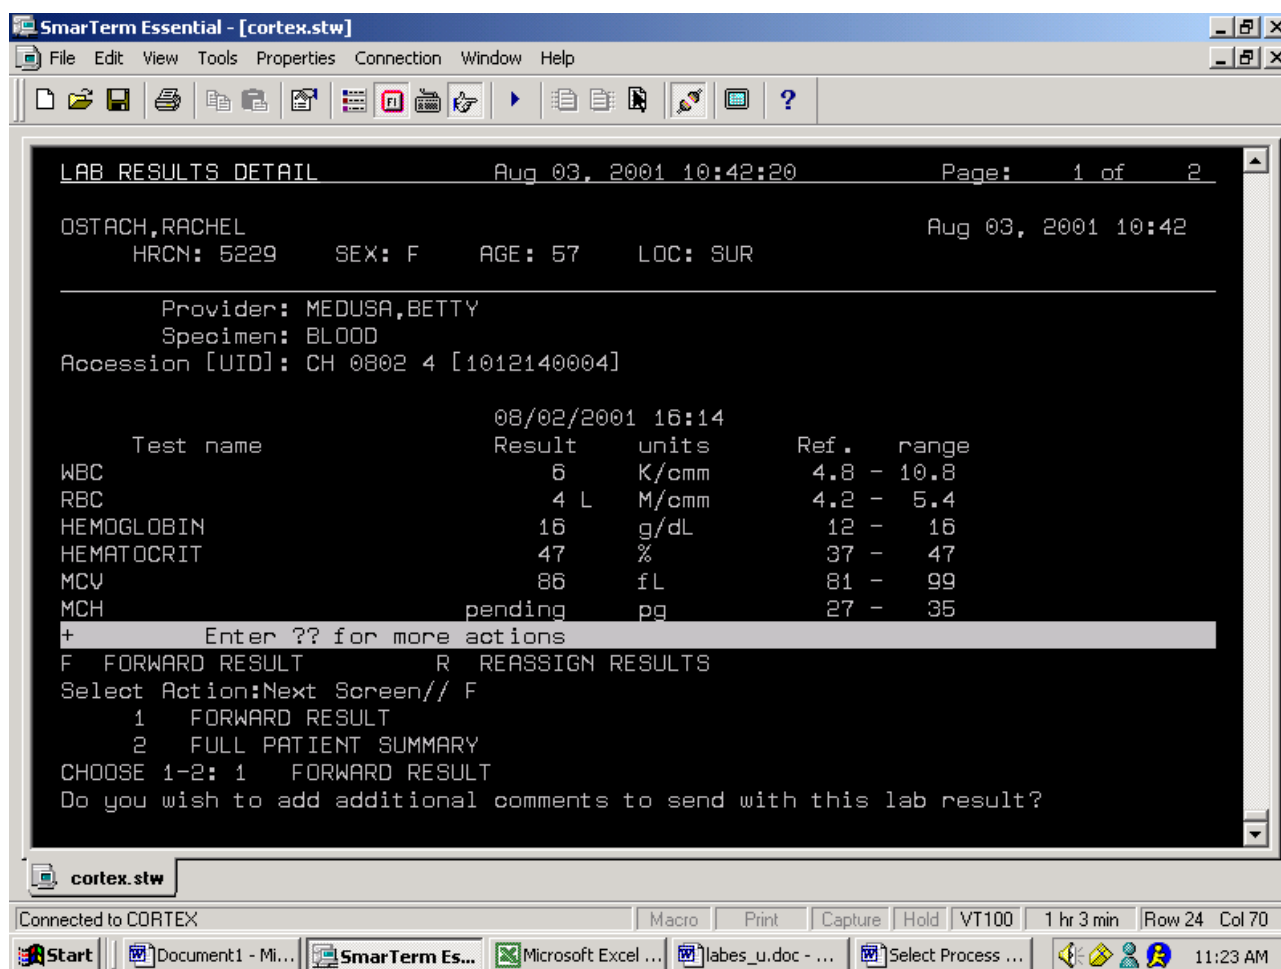 SmarTerm Essential - [cortex.stw]
File Edit View Tools Properties Connection Window Help
LAB RESULTS DETAIL Aug 03, 2001 10:42:20 Page: 1 of 2
OSTACH,RACHEL Aug 03, 2001 10:42
HRCN: 5229 SEX: F AGE: 57 LOC: SUR
Provider: MEDUSA,BETTY
Specimen: BLOOD
Accession [UID]: CH 0802 4 [1012140004]
08/02/2001 16:14
Test name Result units Ref. range
WBC 6 K/cmm 4.8 - 10.8
RBC 4 L M/cmm 4.2 - 5.4
HEMOGLOBIN 16 g/dL 12 - 16
HEMATOCRIT 47 % 37 - 47
MCV 86 fL 81 - 99
MCH pending pg 27 - 35
+ Enter ?? for more actions
F FORWARD RESULT R REASSIGN RESULTS
Select Action:Next Screen// F
1 FORWARD RESULT
2 FULL PATIENT SUMMARY
CHOOSE 1-2: 1 FORWARD RESULT
Do you wish to add additional comments to send with this lab result?
cortex.stw
Connected to CORTEX Macro Print Capture Hold VT100 1 hr 3 min Row 24 Col 70
Start Document1 - Mi... SmarTerm Es... Microsoft Excel ... labes_u.doc - ... Select Process ... 11:23 AM